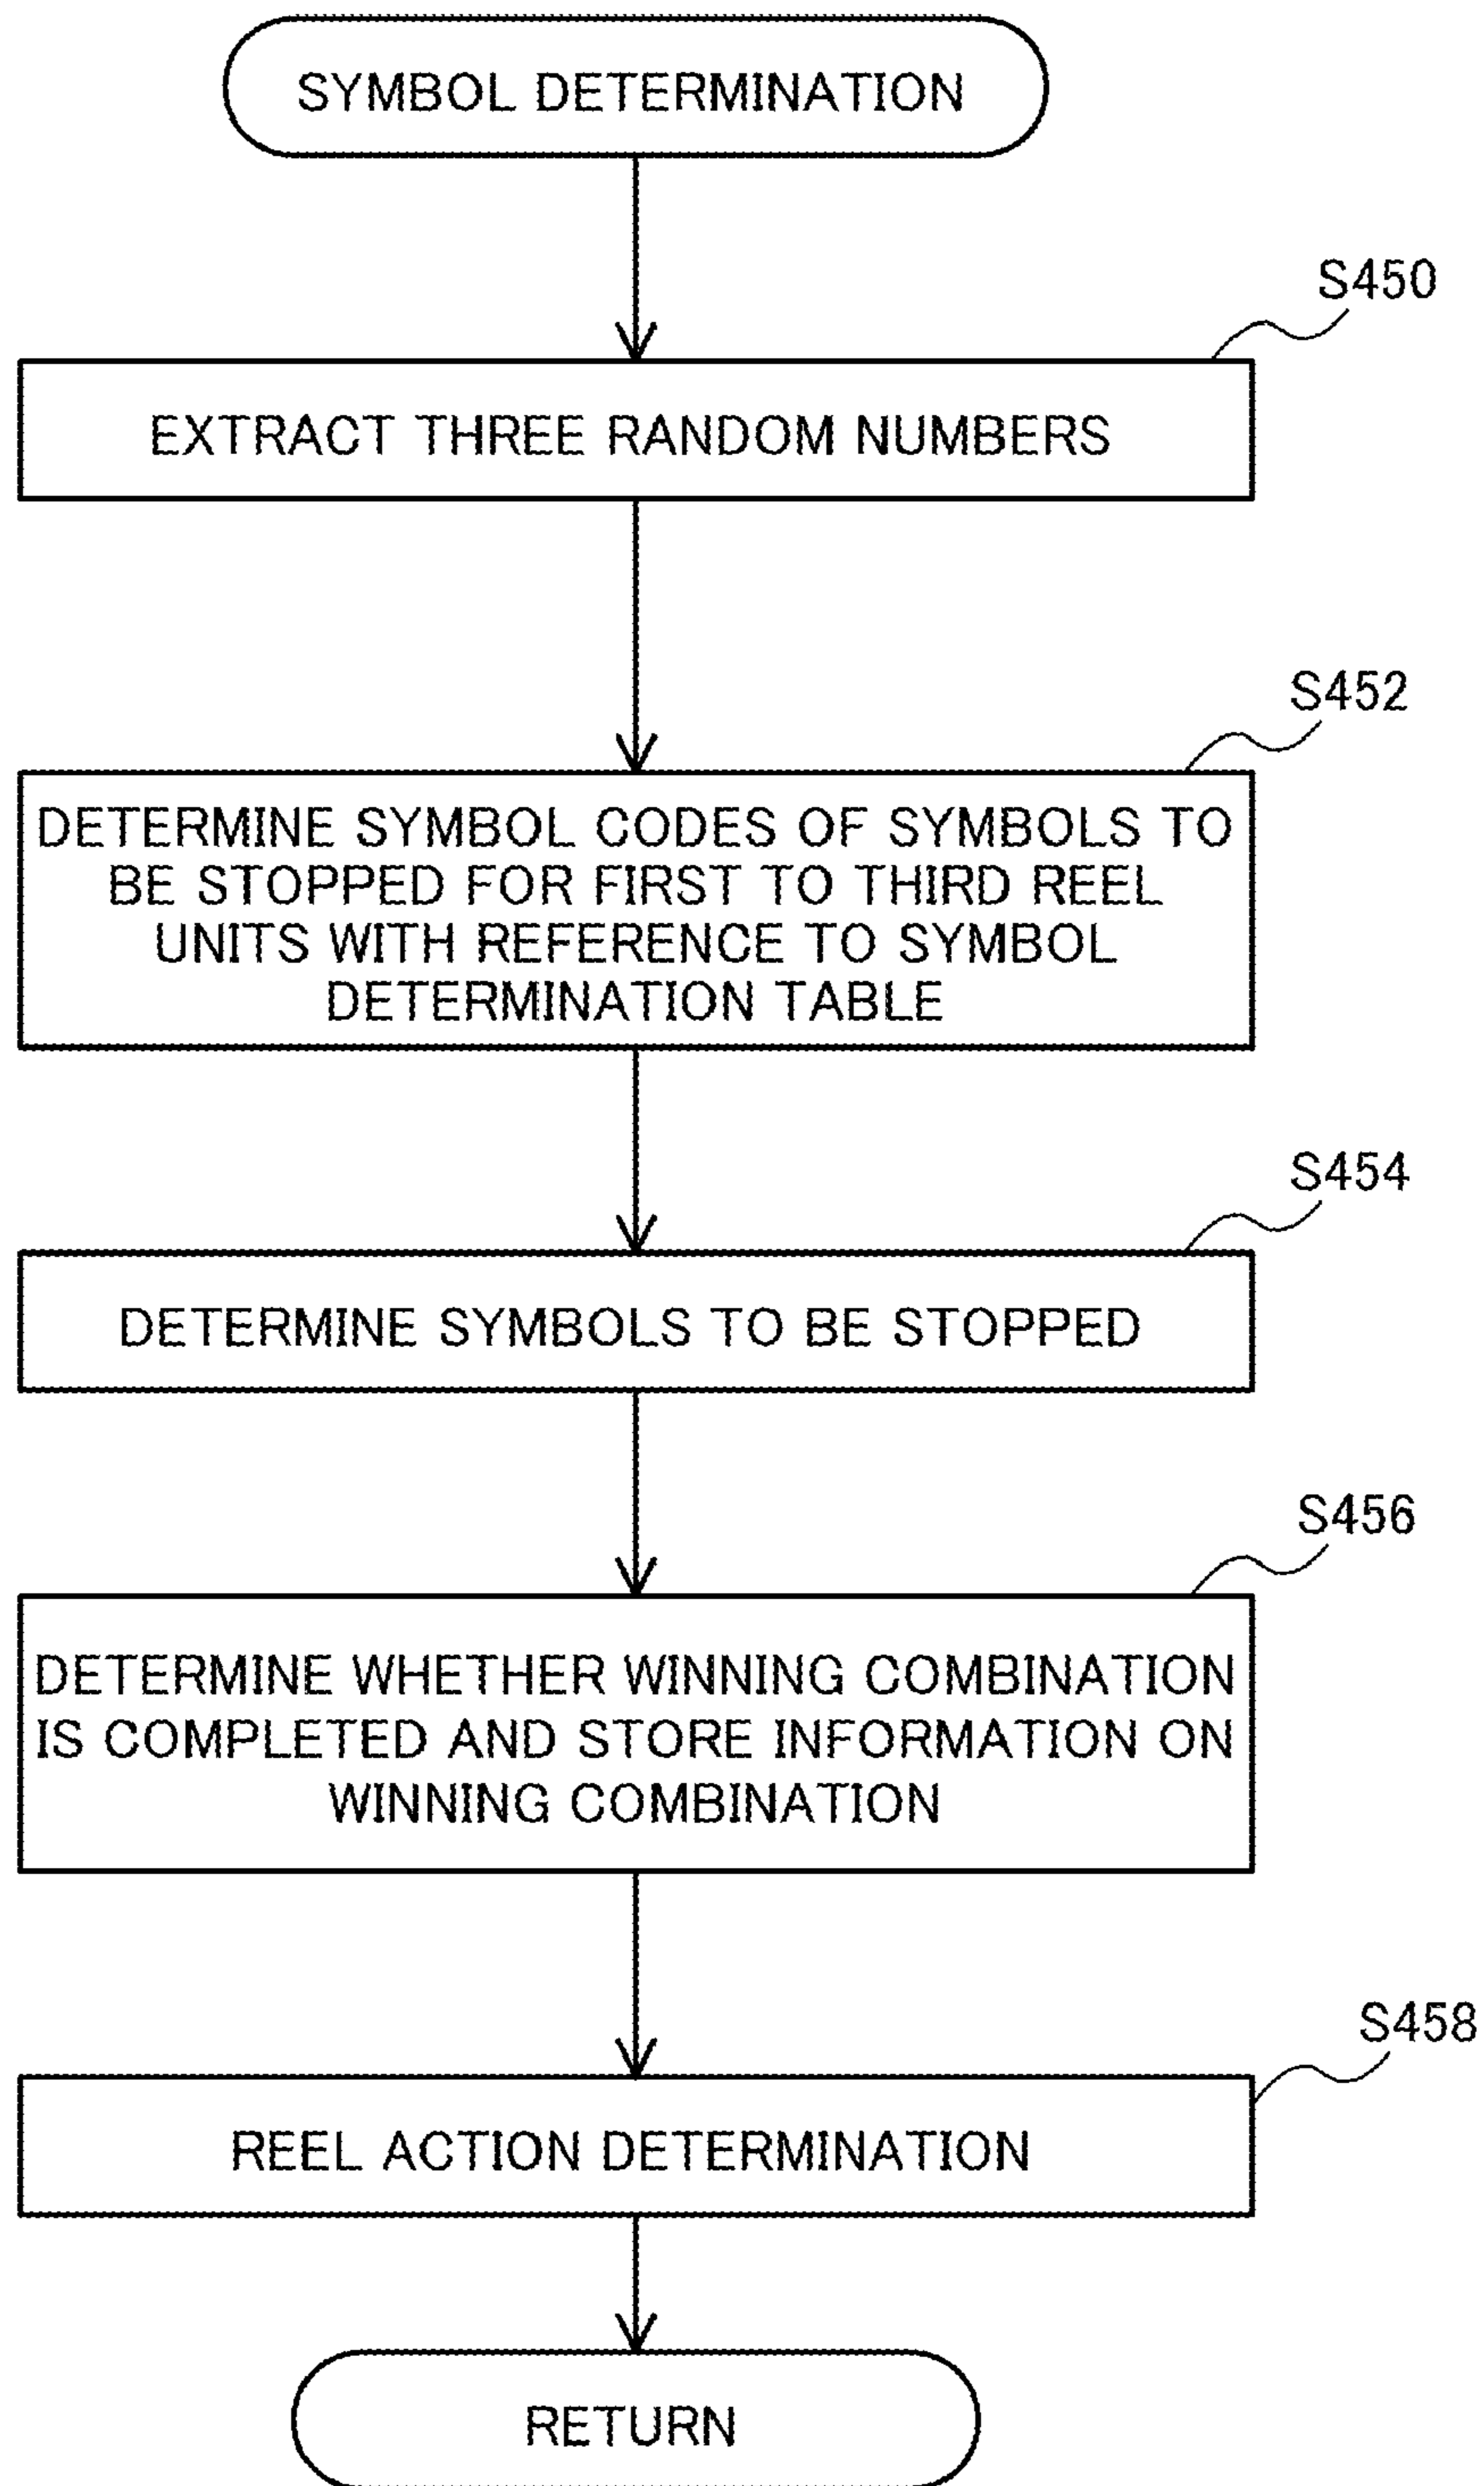 SYMBOL DETERMINATION
S450
EXTRACT THREE RANDOM NUMBERS
S452
DETERMINE SYMBOL CODES OF SYMBOLS TO
BE STOPPED FOR FIRST TO THIRD REEL
UNITS WITH REFERENCE TO SYMBOL
DETERMINATION TABLE
S454
DETERMINE SYMBOLS TO BE STOPPED
S456
DETERMINE WHETHER WINNING COMBINATION
IS COMPLETED AND STORE INFORMATION ON
WINNING COMBINATION
S458
REEL ACTION DETERMINATION
RETURN